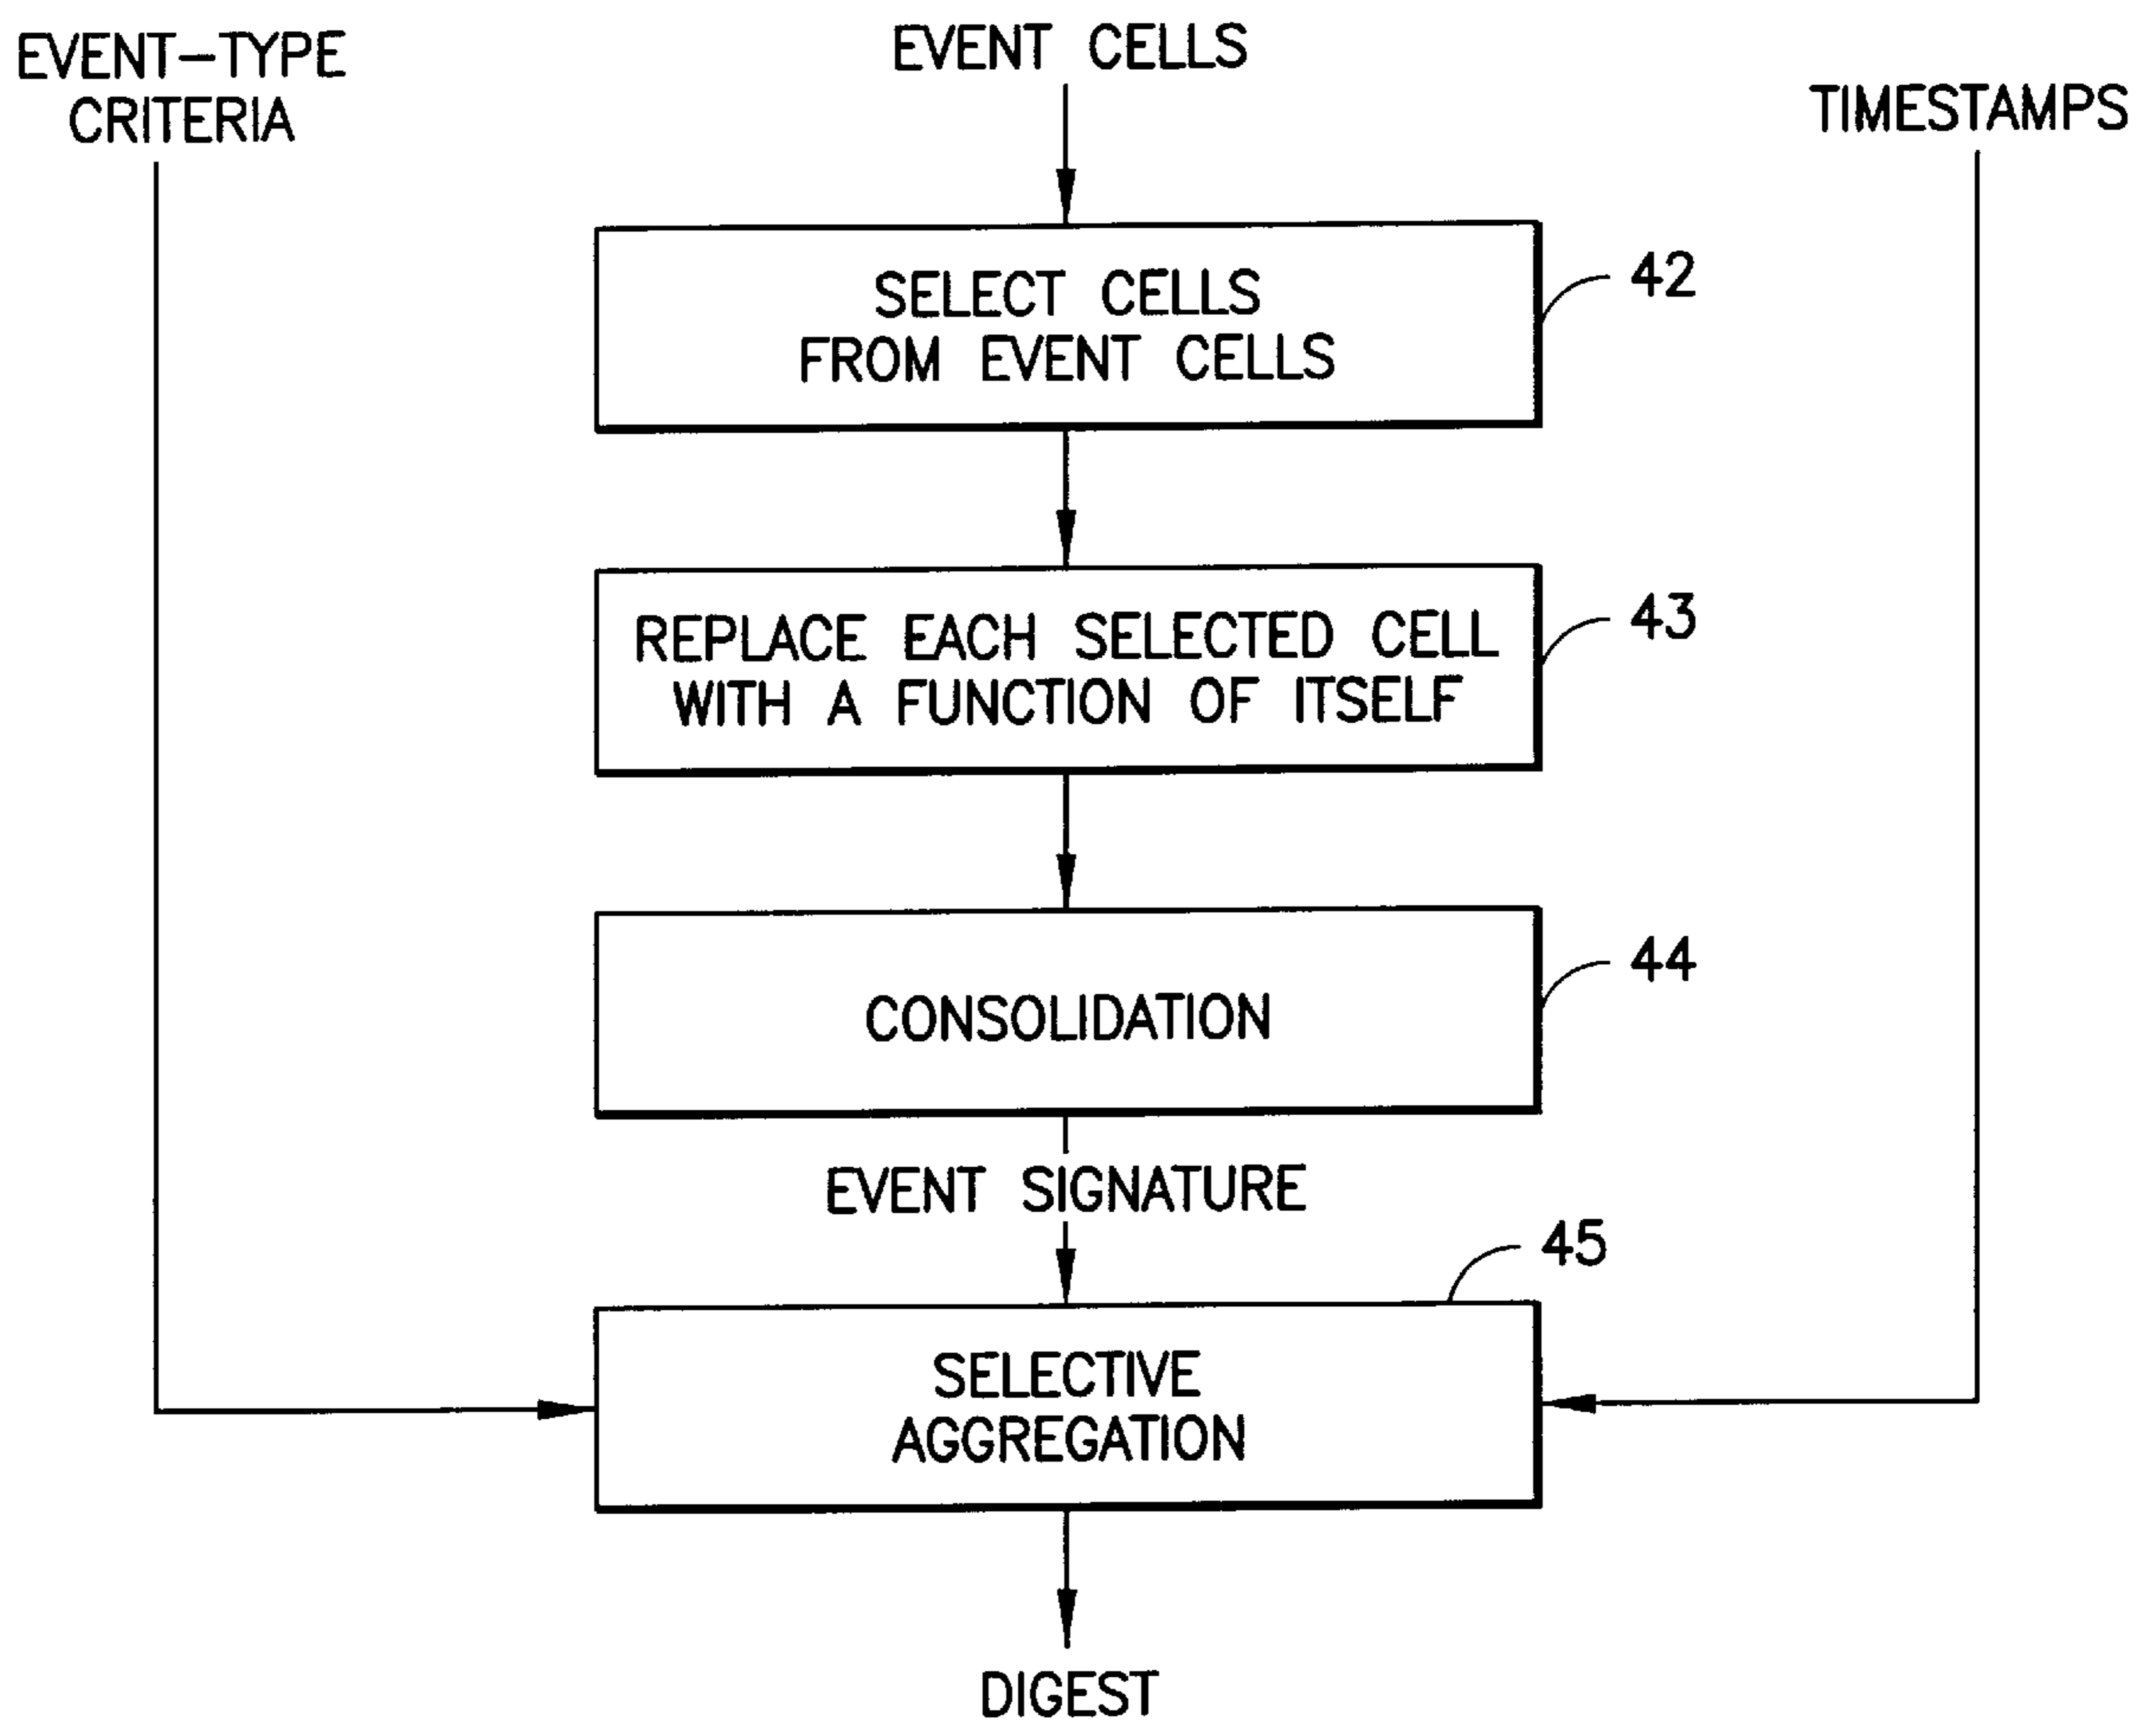 EVENT-TYPE
CRITERIA
EVENT CELLS
TIMESTAMPS
SELECT CELLS
FROM EVENT CELLS
42
REPLACE EACH SELECTED CELL
WITH A FUNCTION OF ITSELF
43
CONSOLIDATION
44
EVENT SIGNATURE
45
SELECTIVE
AGGREGATION
DIGEST